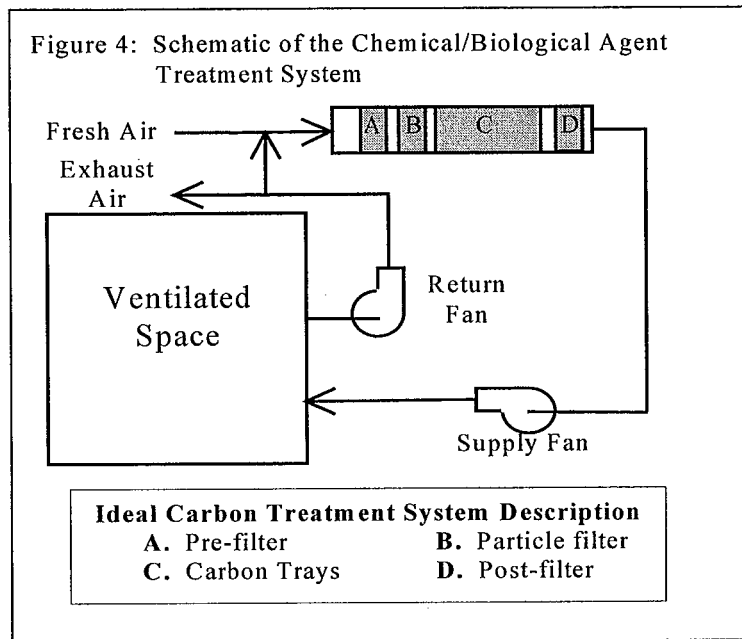 Figure 4: Schematic of the Chemical/Biological Agent
Treatment System
Fresh Air
A B C D
Exhaust
Air
Ventilated
Space
Return
Fan
Supply Fan
Ideal Carbon Treatment System Description
A. Pre-filter B. Particle filter
C. Carbon Trays D. Post-filter